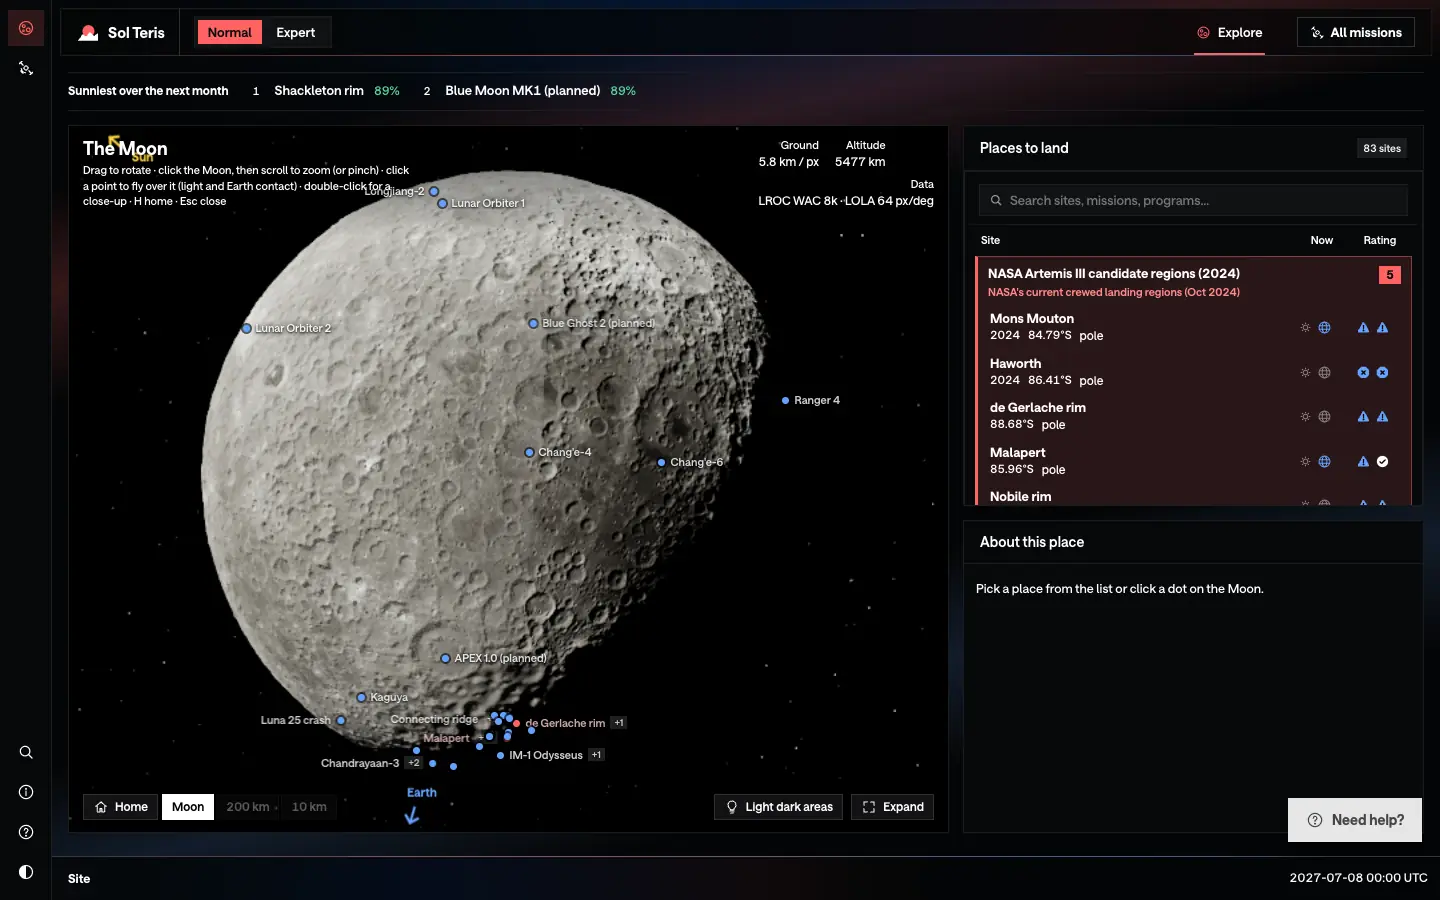 Sol Teris
Normal
Expert
Explore
All missions
Sunniest over the next month 1 Shackleton rim 89% 2 Blue Moon MK1 (planned) 89%
The Moon
Sun
Drag to rotate · click the Moon, then scroll to zoom (or pinch) · click
a point to fly over it (light and Earth contact) · double-click for a
close-up · H home · Esc close
Ground
5.8 km / px
Altitude
5477 km
Data
LROC WAC 8k · LOLA 64 px/deg
Longjiang-2
Lunar Orbiter 1
Lunar Orbiter 2
Blue Ghost 2 (planned)
Ranger 4
Chang'e-4
Chang'e-6
APEX 1.0 (planned)
Kaguya
Luna 25 crash
Connecting ridge
de Gerlache rim +1
Malapert
IM-1 Odysseus +1
Chandrayaan-3 +2
Earth
Home
Moon
200 km
10 km
Light dark areas
Expand
Places to land
83 sites
Search sites, missions, programs...
Site Now Rating
NASA Artemis III candidate regions (2024) 5
NASA's current crewed landing regions (Oct 2024)
Mons Mouton
2024 84.79°S pole
Haworth
2024 86.41°S pole
de Gerlache rim
88.68°S pole
Malapert
85.96°S pole
Nobile rim
About this place
Pick a place from the list or click a dot on the Moon.
Need help?
Site
2027-07-08 00:00 UTC